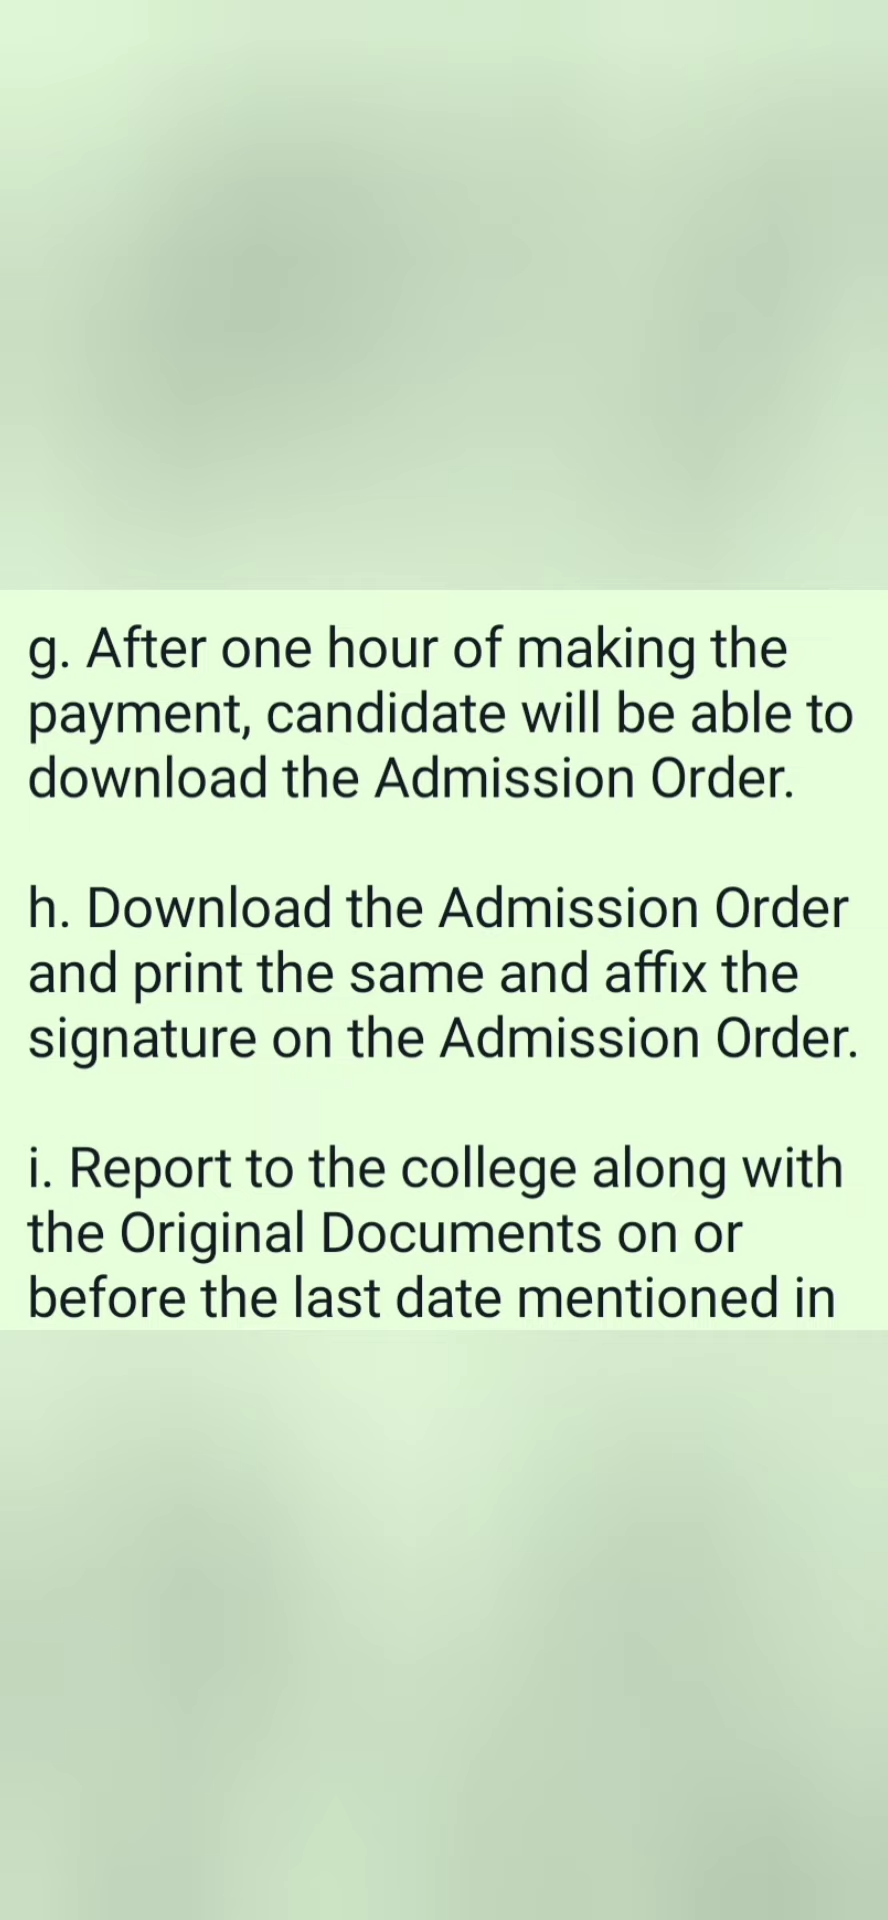 g. After one hour of making the
payment, candidate will be able to
download the Admission Order.
h. Download the Admission Order
and print the same and affix the
signature on the Admission Order.
i. Report to the college along with
the Original Documents on or
before the last date mentioned in